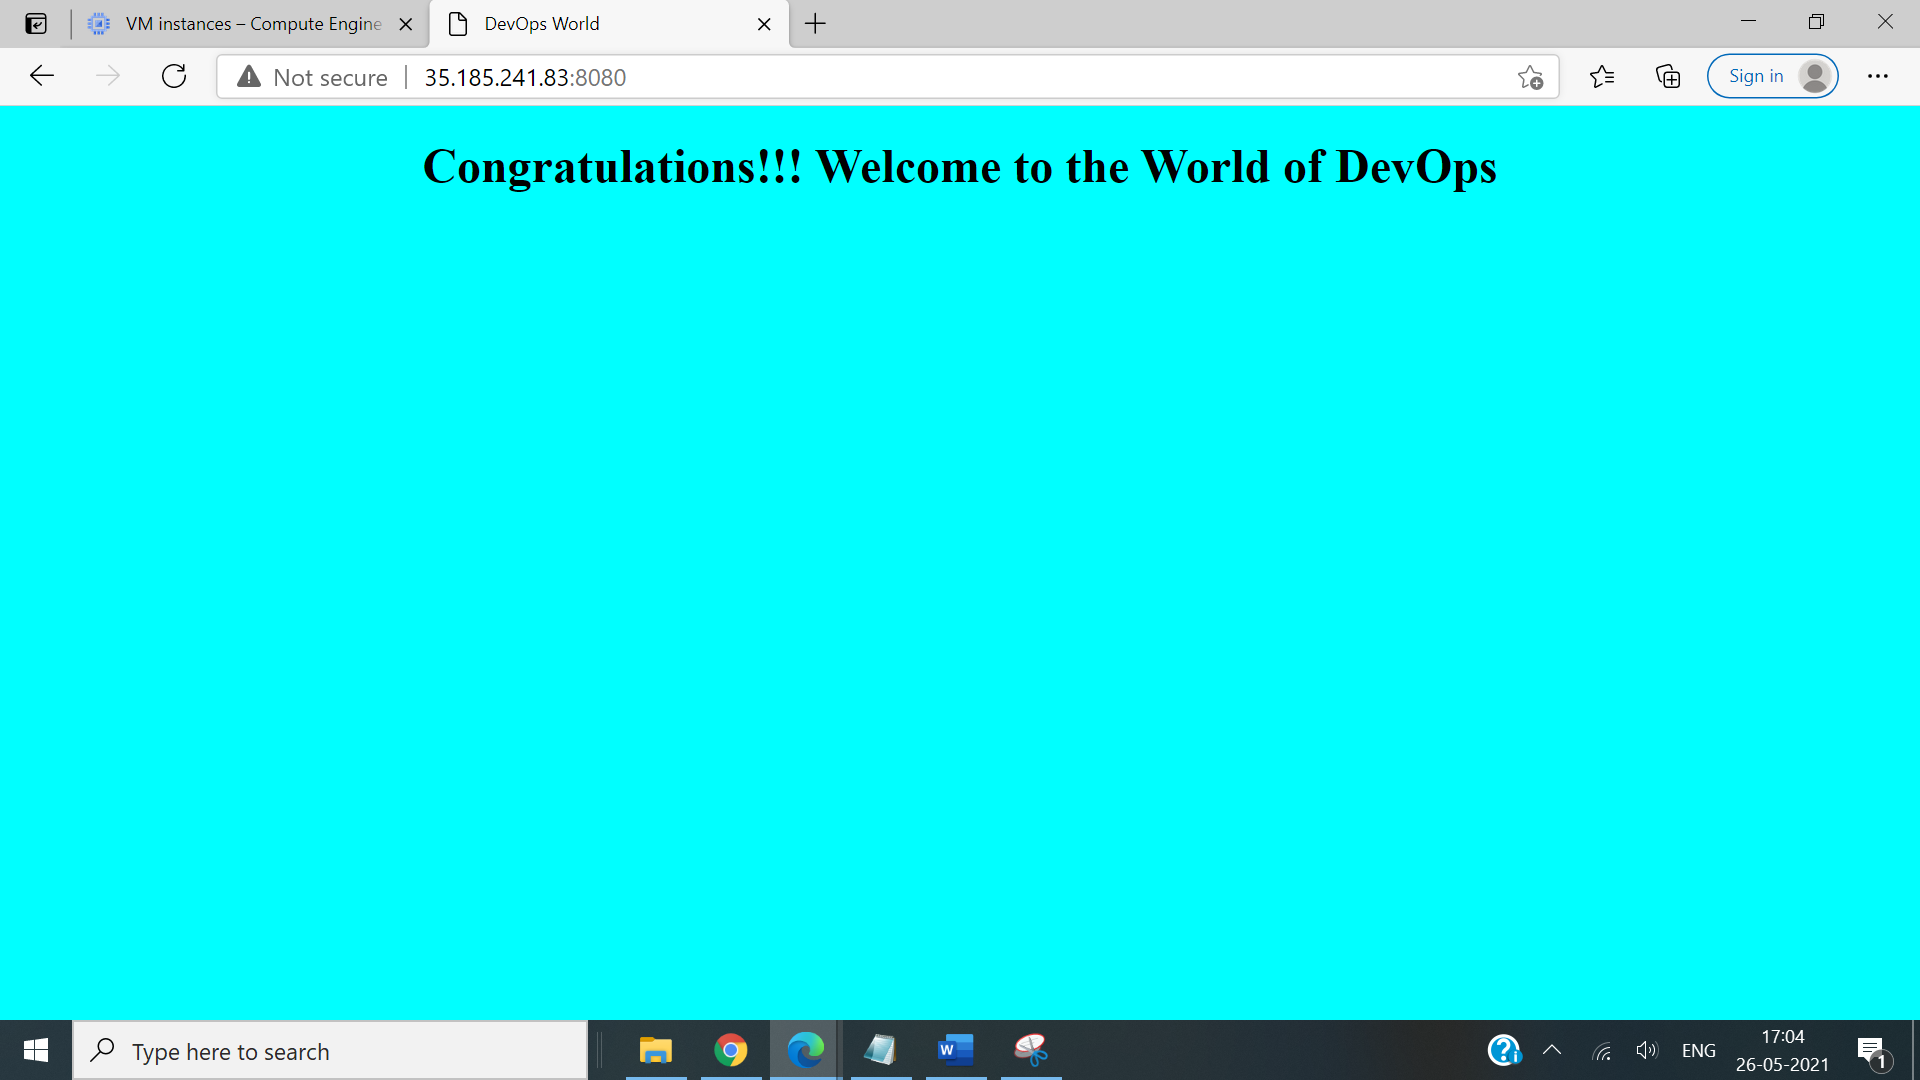 VM instances – Compute Engine
DevOps World
Not secure
35.185.241.83:8080
Sign in
Congratulations!!! Welcome to the World of DevOps
Type here to search
W
ENG
17:04
26-05-2021
1